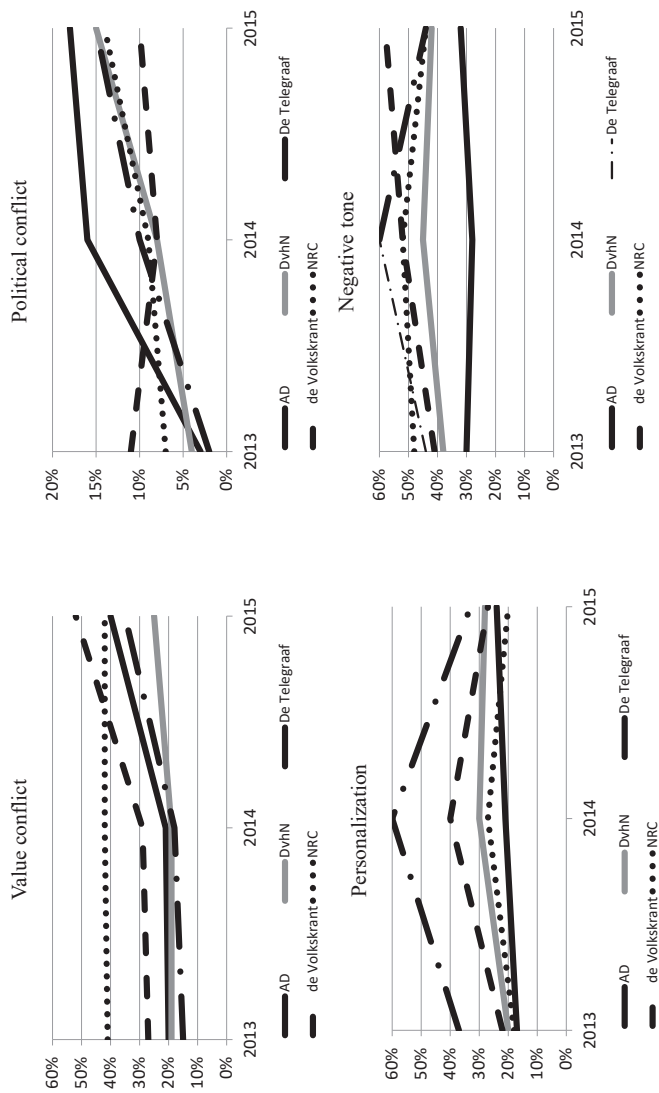 Value conflict
60%
50%
40%
30%
20%
10%
0%
2013 2014 2015
AD DvhN De Telegraaf
de Volkskrant NRC
Political conflict
20%
15%
10%
5%
0%
2013 2014 2015
AD DvhN De Telegraaf
de Volkskrant NRC
Personalization
60%
50%
40%
30%
20%
10%
0%
2013 2014 2015
AD DvhN De Telegraaf
de Volkskrant NRC
Negative tone
60%
50%
40%
30%
20%
10%
0%
2013 2014 2015
AD DvhN De Telegraaf
de Volkskrant NRC